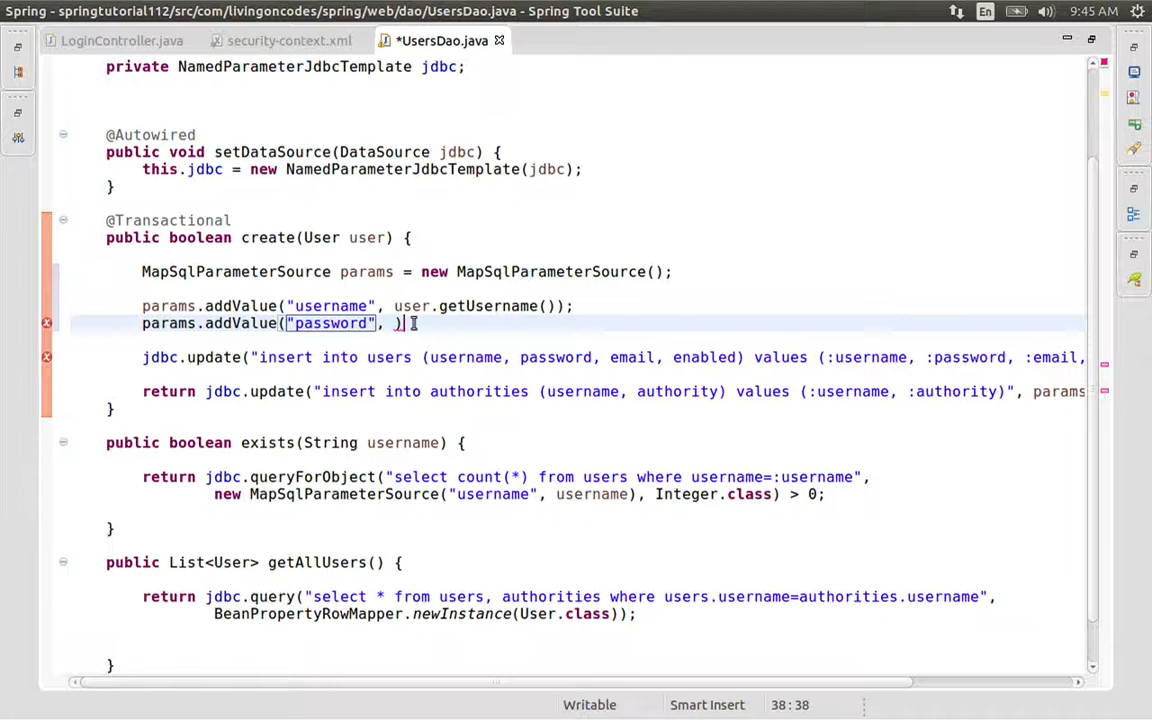 Spring - springtutorial112/src/com/livingoncodes/spring/web/dao/UsersDao.java - Spring Tool Suite
En
9:45 AM
LoginController.java
security-context.xml
*UsersDao.java
private NamedParameterJdbcTemplate jdbc;
@Autowired
public void setDataSource(DataSource jdbc) {
this.jdbc = new NamedParameterJdbcTemplate(jdbc);
}
@Transactional
public boolean create(User user) {
MapSqlParameterSource params = new MapSqlParameterSource();
params.addValue("username", user.getUsername());
params.addValue("password", )
jdbc.update("insert into users (username, password, email, enabled) values (:username, :password, :email,
return jdbc.update("insert into authorities (username, authority) values (:username, :authority)", params
}
public boolean exists(String username) {
return jdbc.queryForObject("select count(*) from users where username=:username",
new MapSqlParameterSource("username", username), Integer.class) > 0;
}
public List<User> getAllUsers() {
return jdbc.query("select * from users, authorities where users.username=authorities.username",
BeanPropertyRowMapper.newInstance(User.class));
}
Writable
Smart Insert
38 : 38